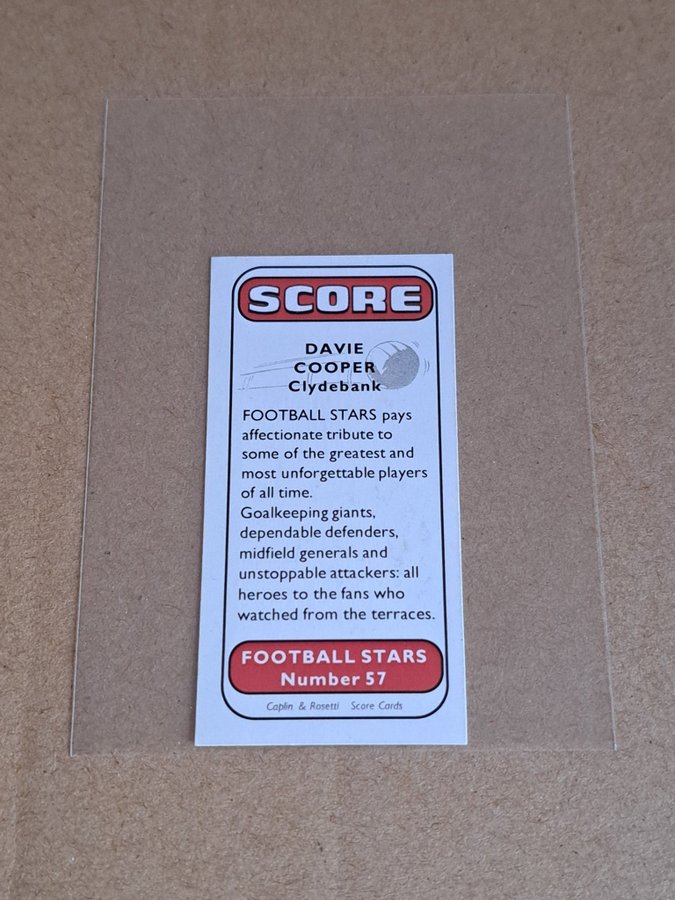 SCORE
DAVIE
COOPER
Clydebank
FOOTBALL STARS pays
affectionate tribute to
some of the greatest and
most unforgettable players
of all time.
Goalkeeping giants,
dependable defenders,
midfield generals and
unstoppable attackers: all
heroes to the fans who
watched from the terraces.
FOOTBALL STARS
Number 57
Caplin & Rosetti Score Cards